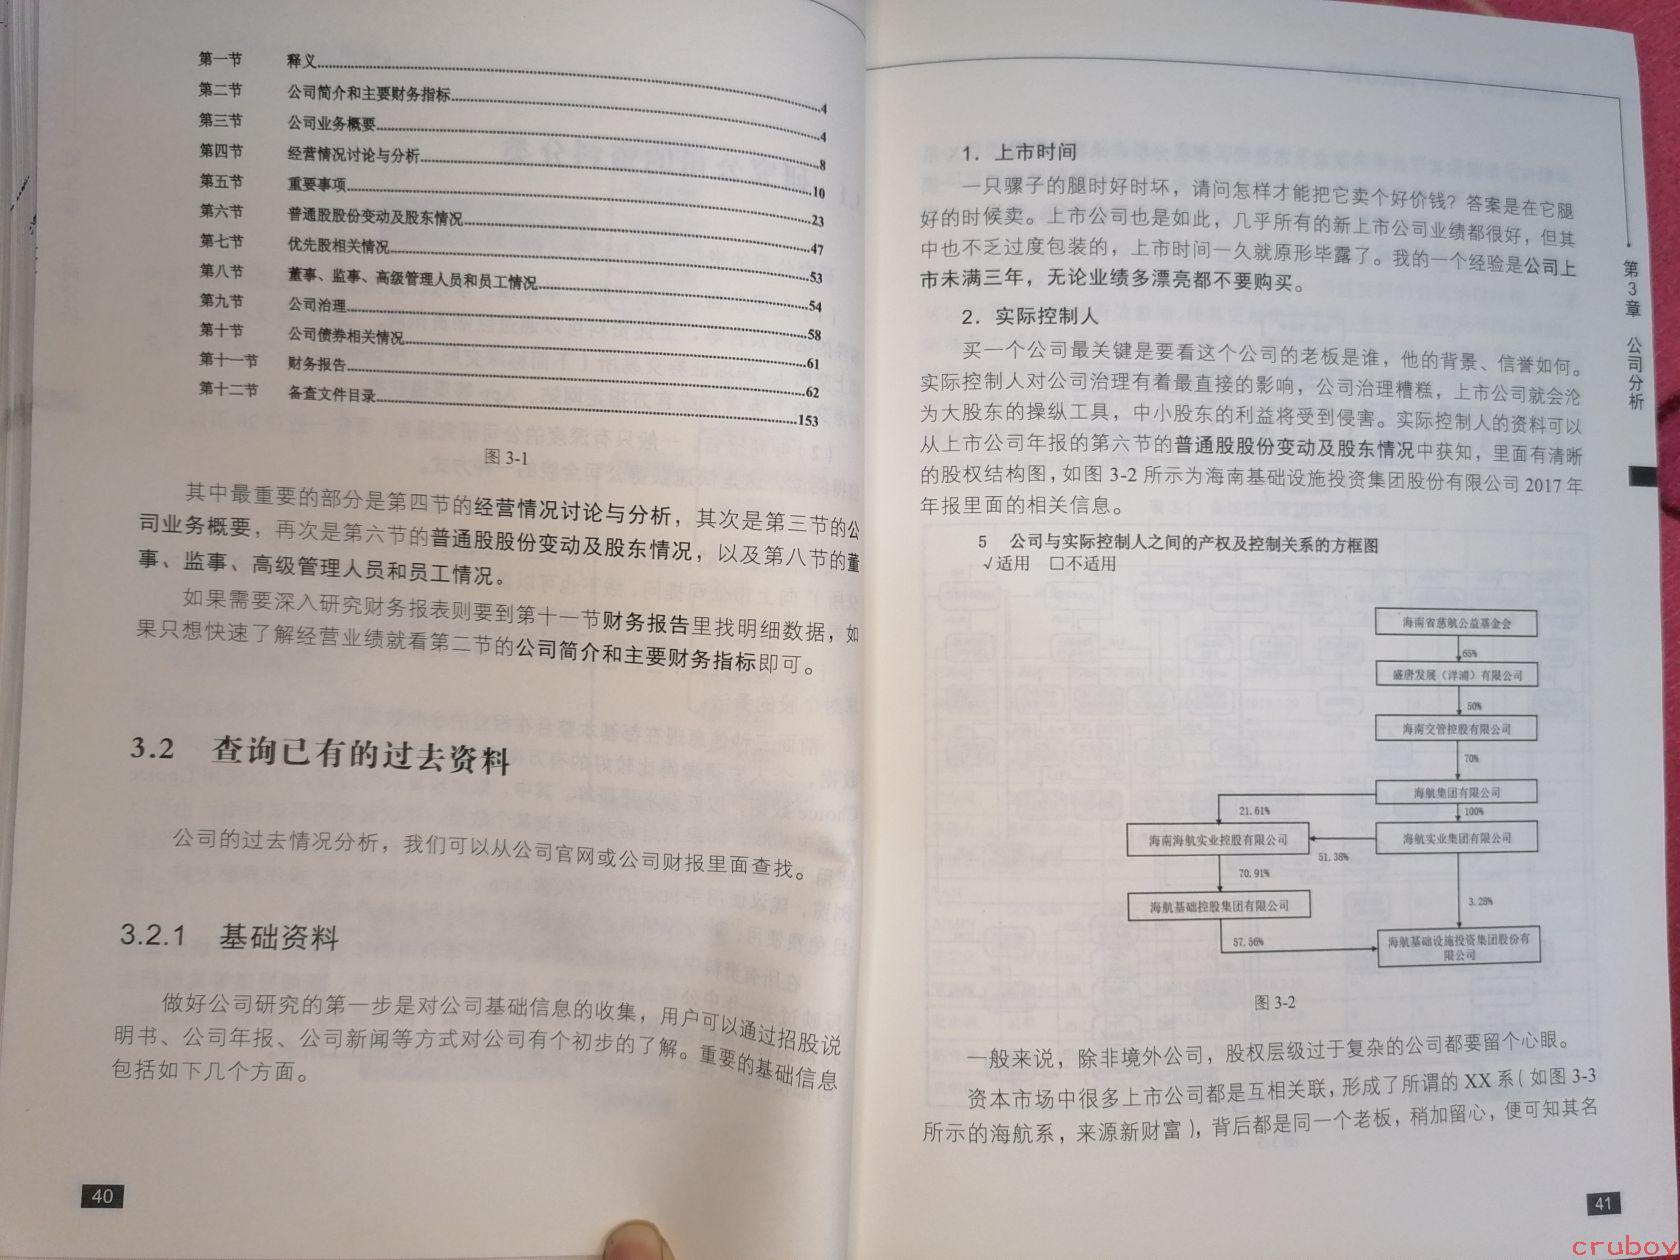 第一节 释义 4
第二节 公司简介和主要财务指标 4
第三节 公司业务概要 8
第四节 经营情况讨论与分析 10
第五节 重要事项 23
第六节 普通股股份变动及股东情况 47
第七节 优先股相关情况 53
第八节 董事、监事、高级管理人员和员工情况 54
第九节 公司治理 58
第十节 公司债券相关情况 61
第十一节 财务报告 62
第十二节 备查文件目录 153
图 3-1
其中最重要的部分是第四节的经营情况讨论与分析，其次是第三节的公
司业务概要，再次是第六节的普通股股份变动及股东情况，以及第八节的董
事、监事、高级管理人员和员工情况。
如果需要深入研究财务报表则要到第十一节财务报告里找明细数据，如
果只想快速了解经营业绩就看第二节的公司简介和主要财务指标即可。
3.2 查询已有的过去资料
公司的过去情况分析，我们可以从公司官网或公司财报里面查找。
3.2.1 基础资料
做好公司研究的第一步是对公司基础信息的收集，用户可以通过招股说
明书、公司年报、公司新闻等方式对公司有个初步的了解。重要的基础信息
包括如下几个方面。
40
1．上市时间
一只骡子的腿时好时坏，请问怎样才能把它卖个好价钱？答案是在它腿
好的时候卖。上市公司也是如此，几乎所有的新上市公司业绩都很好，但其
中也不乏过度包装的，上市时间一久就原形毕露了。我的一个经验是公司上
市未满三年，无论业绩多漂亮都不要购买。
2．实际控制人
买一个公司最关键是要看这个公司的老板是谁，他的背景、信誉如何。
实际控制人对公司治理有着最直接的影响，公司治理糟糕，上市公司就会沦
为大股东的操纵工具，中小股东的利益将受到侵害。实际控制人的资料可以
从上市公司年报的第六节的普通股股份变动及股东情况中获知，里面有清晰
的股权结构图，如图 3-2 所示为海南基础设施投资集团股份有限公司 2017 年
年报里面的相关信息。
5 公司与实际控制人之间的产权及控制关系的方框图
√适用 □不适用
海南省慈航公益基金会
65%
盛唐发展（洋浦）有限公司
50%
海南交管控股有限公司
70%
海航集团有限公司
21.61%
100%
海南海航实业控股有限公司
海航实业集团有限公司
51.38%
70.91%
海航基础控股集团有限公司
3.28%
57.56%
海航基础设施投资集团股份有
限公司
图 3-2
一般来说，除非境外公司，股权层级过于复杂的公司都要留个心眼。
资本市场中很多上市公司都是互相关联，形成了所谓的 XX 系（如图 3-3
所示的海航系，来源新财富），背后都是同一个老板，稍加留心，便可知其名
第3章 公司分析
41
cruboy